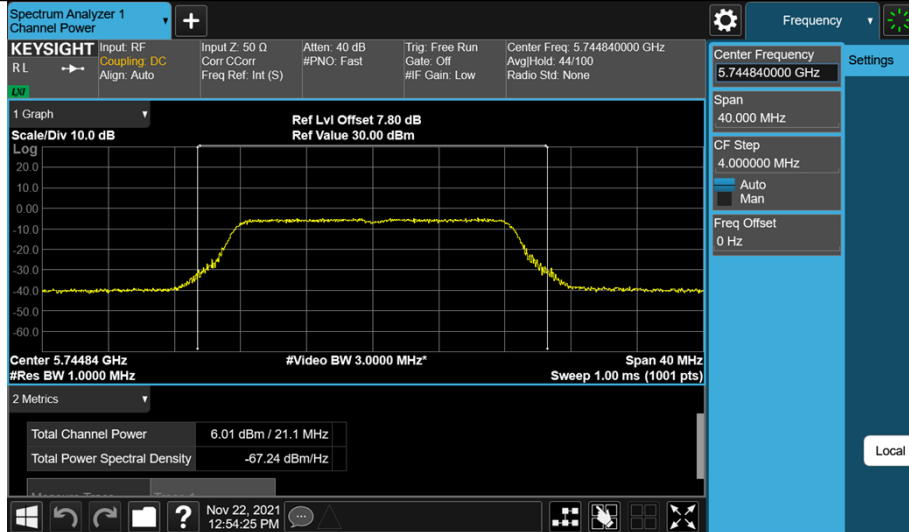 Spectrum Analyzer 1
Channel Power
Frequency
KEYSIGHT
R L
LXI
Input: RF
Coupling: DC
Align: Auto
Input Z: 50 Ω
Corr CCorr
Freq Ref: Int (S)
Atten: 40 dB
#PNO: Fast
Trig: Free Run
Gate: Off
#IF Gain: Low
Center Freq: 5.744840000 GHz
Avg|Hold: 44/100
Radio Std: None
Center Frequency
5.744840000 GHz
Settings
Span
40.000 MHz
CF Step
4.000000 MHz
Auto
Man
Freq Offset
0 Hz
Local
1 Graph
Scale/Div 10.0 dB
Ref Lvl Offset 7.80 dB
Ref Value 30.00 dBm
Log
20.0
10.0
0.00
-10.0
-20.0
-30.0
-40.0
-50.0
-60.0
Center 5.74484 GHz
#Video BW 3.0000 MHz*
Span 40 MHz
#Res BW 1.0000 MHz
Sweep 1.00 ms (1001 pts)
2 Metrics
Total Channel Power 6.01 dBm / 21.1 MHz
Total Power Spectral Density -67.24 dBm/Hz
?
Nov 22, 2021
12:54:25 PM